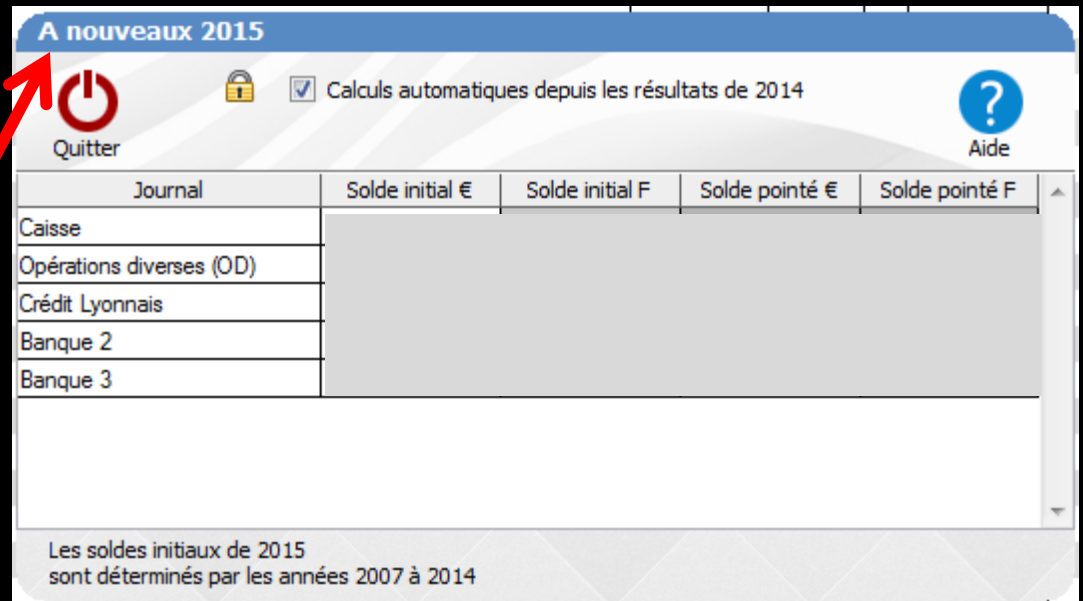 A nouveaux 2015
Calculs automatiques depuis les résultats de 2014
?
Quitter
Aide
Journal Solde initial € Solde initial F Solde pointé € Solde pointé F
Caisse
Opérations diverses (OD)
Crédit Lyonnais
Banque 2
Banque 3
Les soldes initiaux de 2015
sont déterminés par les années 2007 à 2014